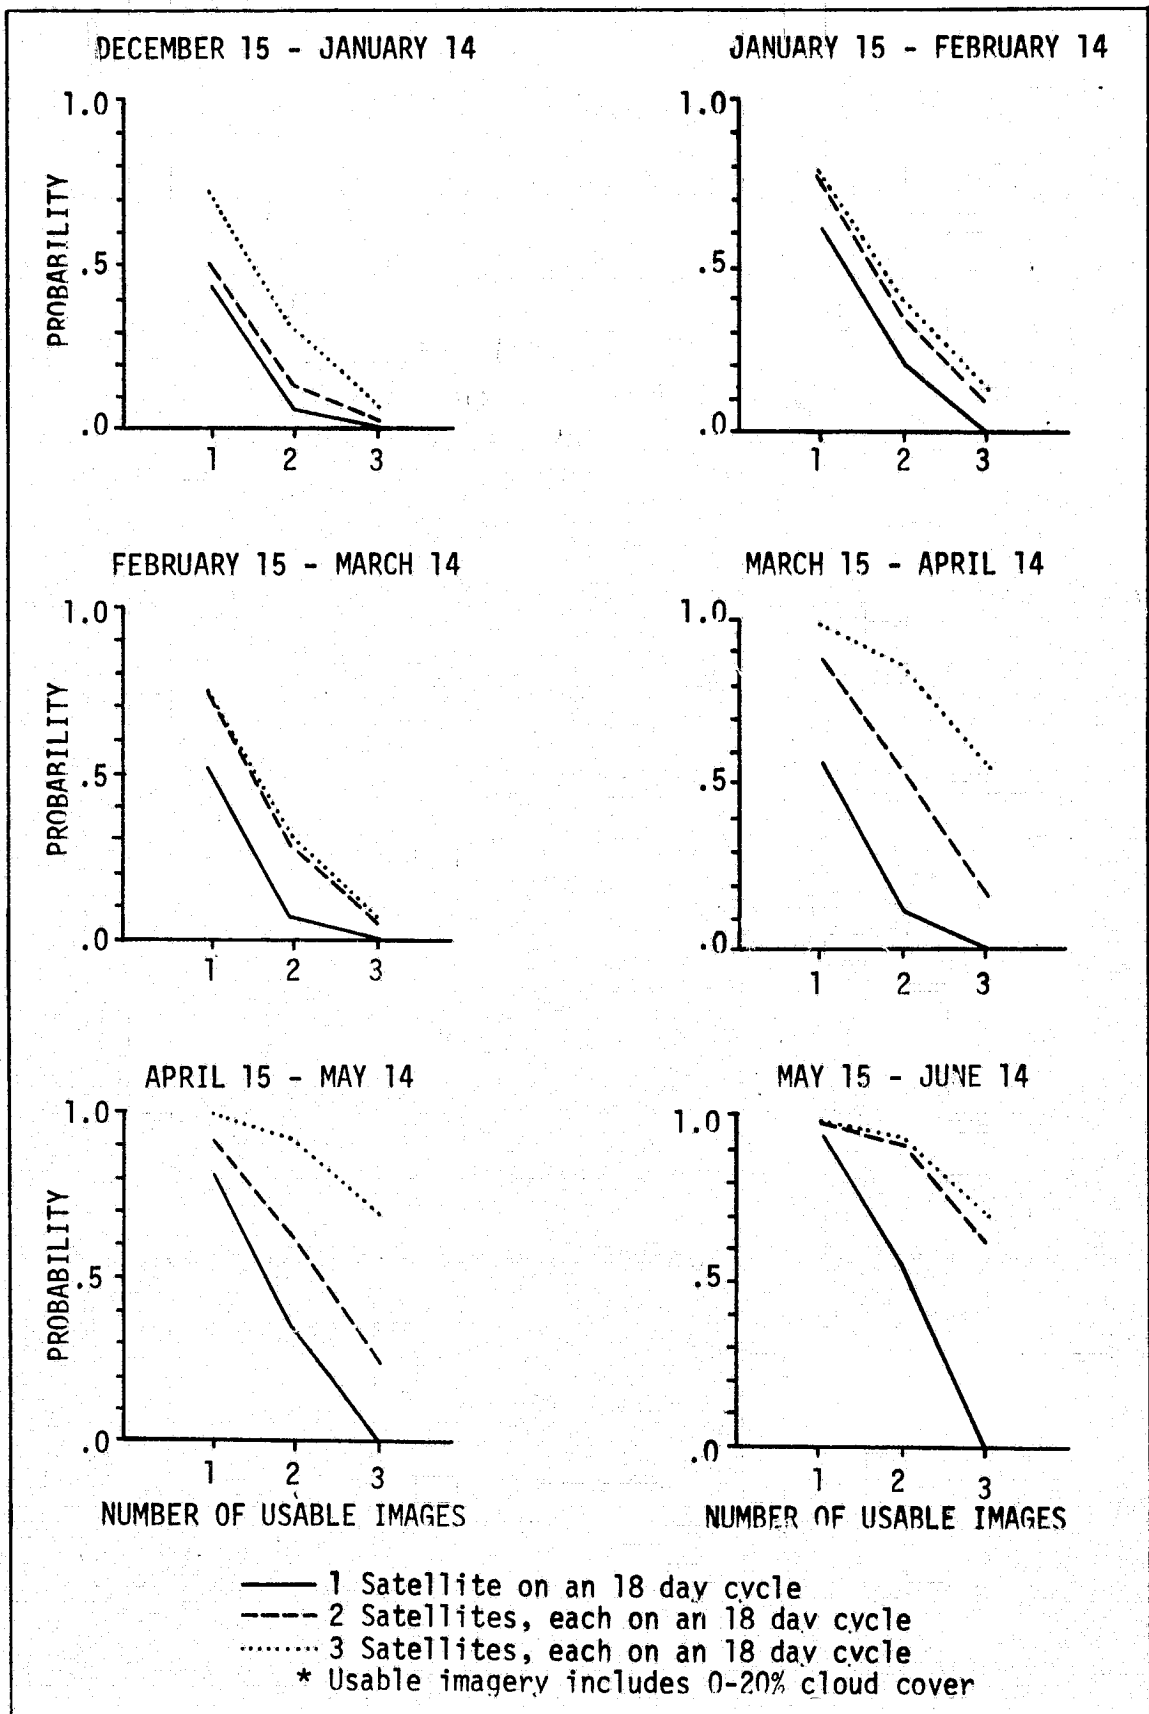 DECEMBER 15 - JANUARY 14
1.0
.5
.0
PROBABILITY
1 2 3
JANUARY 15 - FEBRUARY 14
1.0
.5
.0
1 2 3
FEBRUARY 15 - MARCH 14
1.0
.5
.0
PROBABILITY
1 2 3
MARCH 15 - APRIL 14
1.0
.5
.0
1 2 3
APRIL 15 - MAY 14
1.0
.5
.0
PROBABILITY
1 2 3
NUMBER OF USABLE IMAGES
MAY 15 - JUNE 14
1.0
.5
.0
1 2 3
NUMBER OF USABLE IMAGES
1 Satellite on an 18 day cycle
2 Satellites, each on an 18 day cycle
3 Satellites, each on an 18 day cycle
* Usable imagery includes 0-20% cloud cover